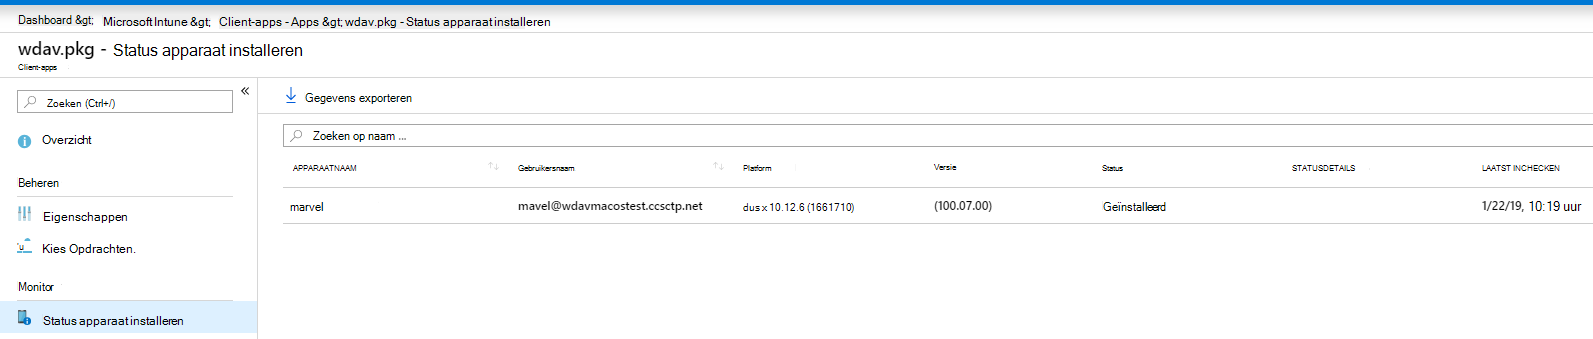 Dashboard &gt; Microsoft Intune &gt; Client-apps - Apps &gt; wdav.pkg - Status apparaat installeren
wdav.pkg - Status apparaat installeren
Client-apps
Zoeken (Ctrl+/)
«
Gegevens exporteren
Overzicht
Zoeken op naam ...
Beheren
Eigenschappen
Kies Opdrachten.
Monitor
Status apparaat installeren
APPARAATNAAM Gebruikersnaam Platform Versie Status STATUSDETAILS LAATST INCHECKEN
marvel mavel@wdavmacostest.ccsctp.net dus x 10.12.6 (1661710) (100.07.00) Geïnstalleerd 1/22/19, 10:19 uur